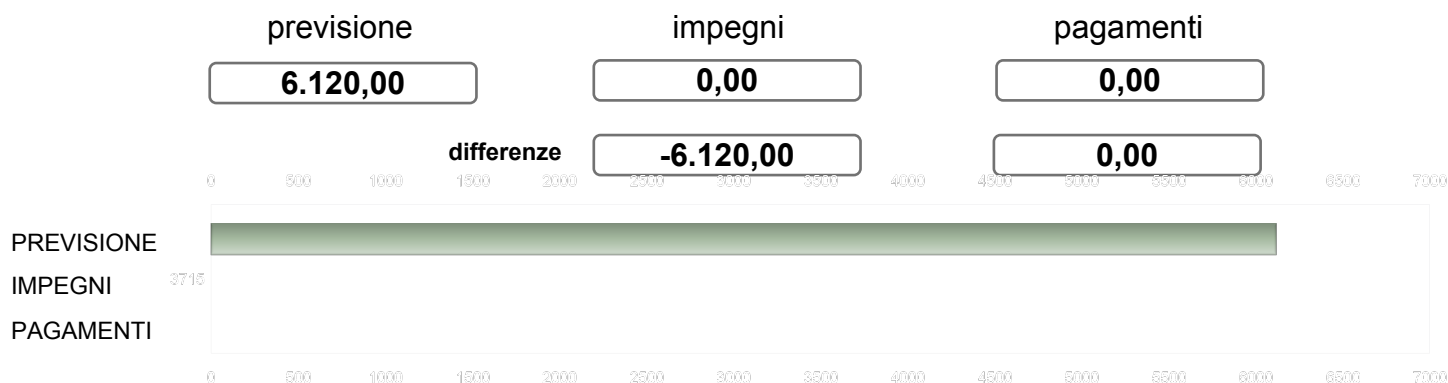 previsione impegni pagamenti
6.120,00 0,00 0,00
differenze -6.120,00 0,00
0 500 1000 1500 2000 2500 3000 3500 4000 4500 5000 5500 6000 6500 7000
PREVISIONE
IMPEGNI 3715
PAGAMENTI
0 500 1000 1500 2000 2500 3000 3500 4000 4500 5000 5500 6000 6500 7000